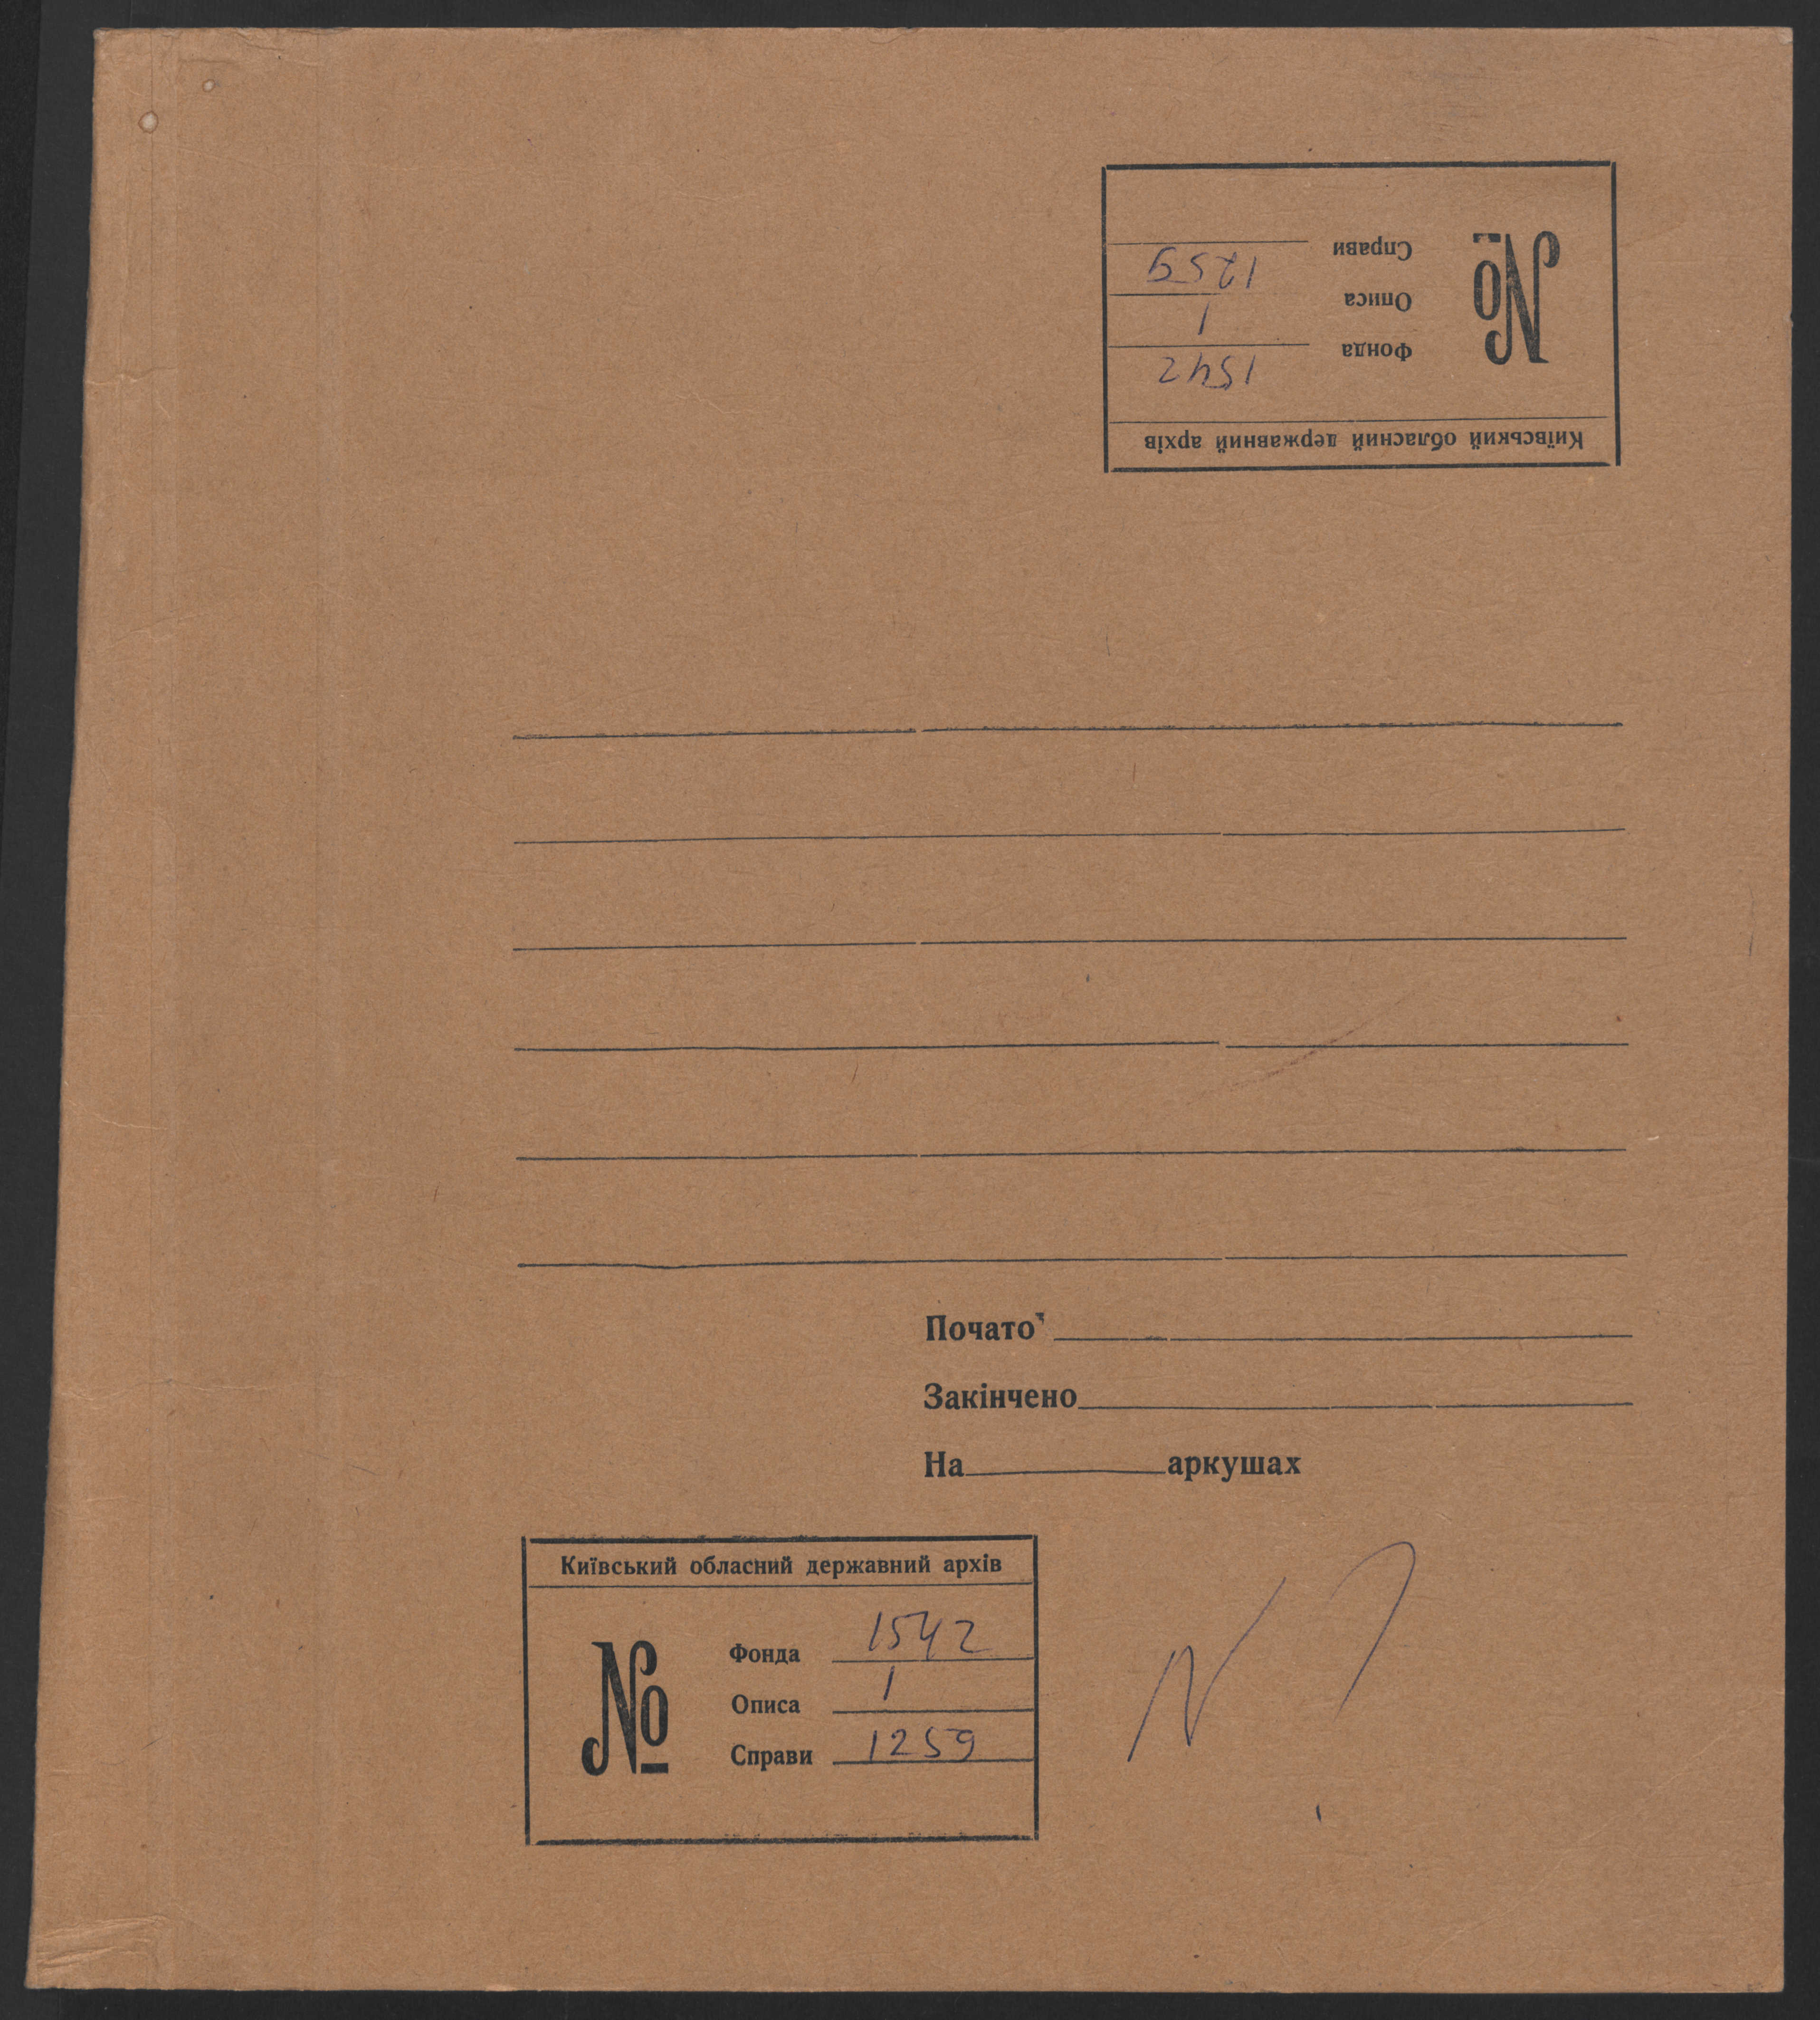 Київський обласний державний архів
№
Фонда 1542
Описа 1
Справи 1259
Почато
Закінчено
На аркушах
Київський обласний державний архів
№
Фонда 1542
Описа 1
Справи 1259